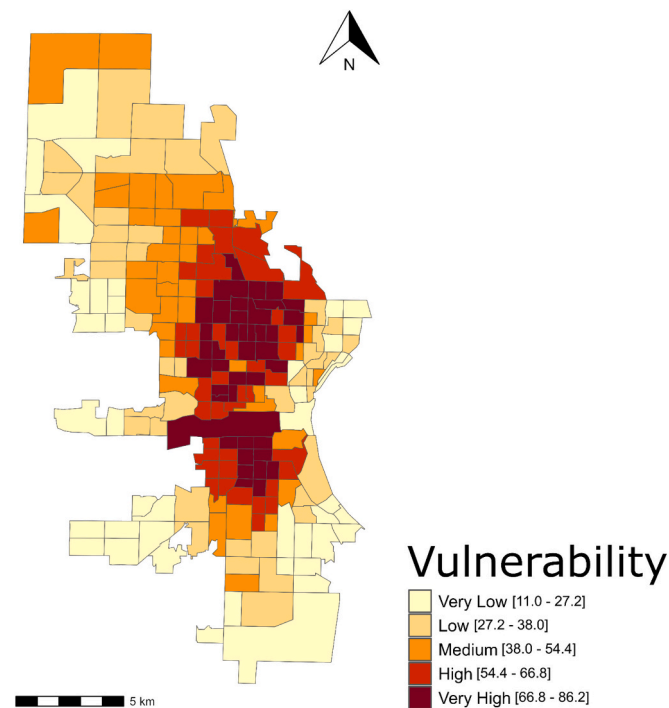 N
Vulnerability
Very Low [11.0 - 27.2]
Low [27.2 - 38.0]
Medium [38.0 - 54.4]
High [54.4 - 66.8]
Very High [66.8 - 86.2]
5 km